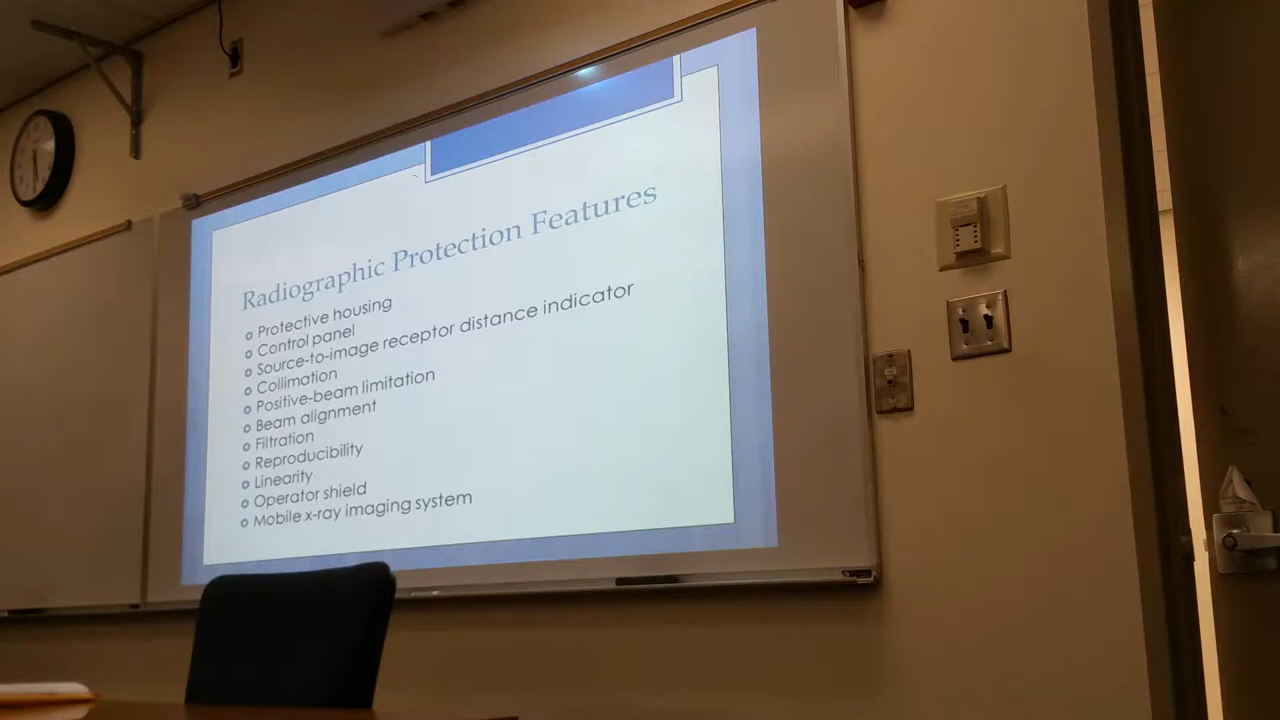 Radiographic Protection Features
Protective housing
Control panel
Source-to-image receptor distance indicator
Collimation
Positive-beam limitation
Beam alignment
Filtration
Reproducibility
Linearity
Operator shield
Mobile x-ray imaging system